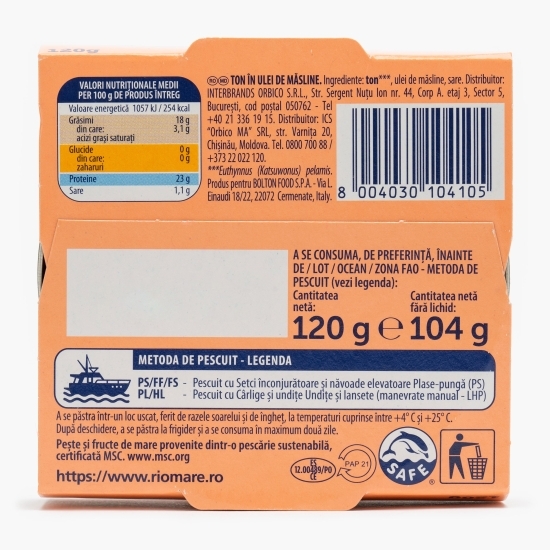 VALORI NUTRIȚIONALE MEDII
PER 100 g DE PRODUS ÎNTREG
Valoare energetică 1057 kJ / 254 kcal
Grăsimi 18 g
din care: 3,1 g
acizi grași saturați
Glucide 0 g
din care: 0 g
zaharuri
Proteine 23 g
Sare 1,1 g
RO MD TON ÎN ULEI DE MĂSLINE. Ingrediente: ton***, ulei de măsline, sare. Distribuitor:
INTERBRANDS ORBICO S.R.L., Str. Sergent Nuțu Ion nr. 44, Corp A. etaj 3, Sector 5,
București, cod poștal 050762 - Tel
+40 21 336 19 15. Distribuitor: ICS
"Orbico MA" SRL, str. Varnița 20,
Chișinău, Moldova. Tel. 0800 700 88 /
+373 22 022 120.
***Euthynnus (Katsuwonus) pelamis.
Produs pentru BOLTON FOOD S.P.A. - Via L.
Einaudi 18/22, 22072 Cermenate, Italy.
8 004030 104105
A SE CONSUMA, DE PREFERINȚĂ, ÎNAINTE
DE / LOT / OCEAN / ZONA FAO - METODA DE
PESCUIT (vezi legenda):
Cantitatea netă: Cantitatea netă fără lichid:
120 g ℮ 104 g
METODA DE PESCUIT - LEGENDA
PS/FF/FS - Pescuit cu Setci înconjurătoare și năvoade elevatoare Plase-pungă (PS)
PL/HL - Pescuit cu Cârlige și undițe Undițe și lansete (manevrate manual - LHP)
A se păstra într-un loc uscat, ferit de razele soarelui și de îngheț, la temperaturi cuprinse între +4° C și +25° C.
După deschidere, a se păstra la frigider și a se consuma în maximum două zile.
Pește și fructe de mare provenite dintr-o pescărie sustenabilă,
certificată MSC. www.msc.org
https://www.riomare.ro
ES
12.00439/PO
CE
PAP 21
DOLPHIN
SAFE